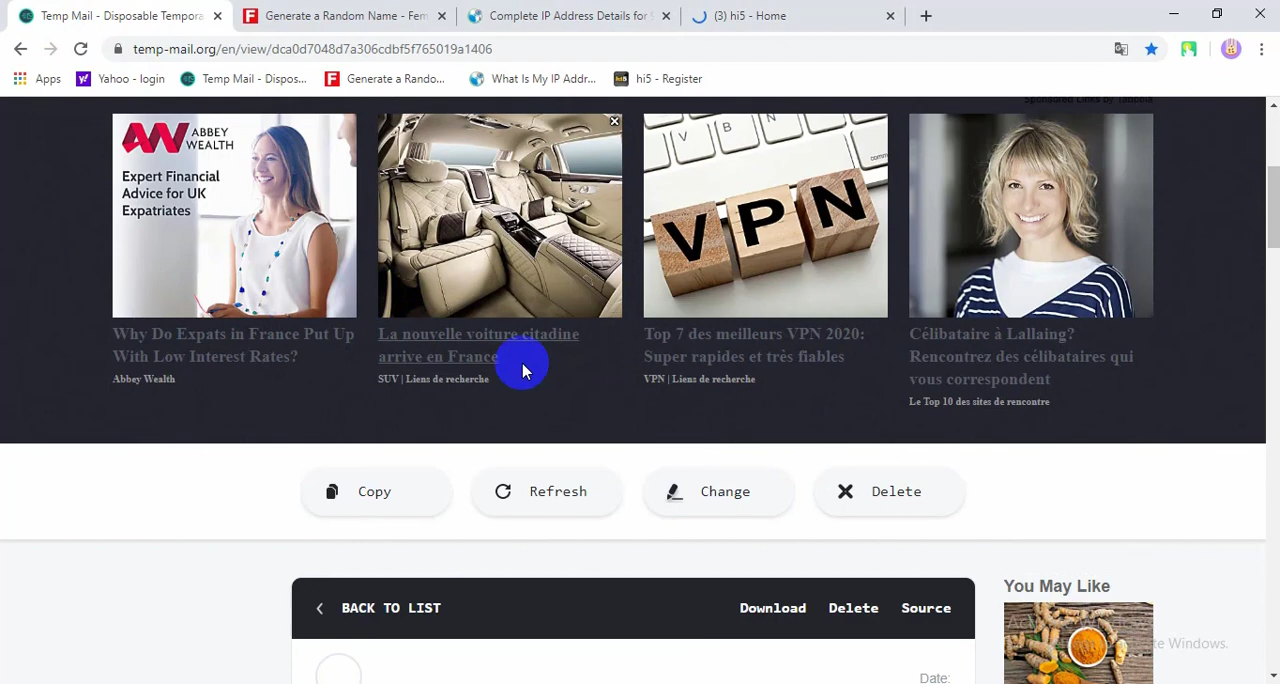 Temp Mail - Disposable Tempora
Generate a Random Name - Fem
Complete IP Address Details for
(3) hi5 - Home
temp-mail.org/en/view/dca0d7048d7a306cdbf5f765019a1406
Apps
Yahoo - login
Temp Mail - Dispos...
Generate a Rando...
What Is My IP Addr...
hi5 - Register
Sponsored Links by Taboola
ABBEY
WEALTH
Expert Financial
Advice for UK
Expatriates
V B N
VPN
Why Do Expats in France Put Up
With Low Interest Rates?
Abbey Wealth
La nouvelle voiture citadine
arrive en France
SUV | Liens de recherche
Top 7 des meilleurs VPN 2020:
Super rapides et très fiables
VPN | Liens de recherche
Célibataire à Lallaing?
Rencontrez des célibataires qui
vous correspondent
Le Top 10 des sites de rencontre
Copy
Refresh
Change
Delete
BACK TO LIST
Download
Delete
Source
Date:
You May Like
te Windows.